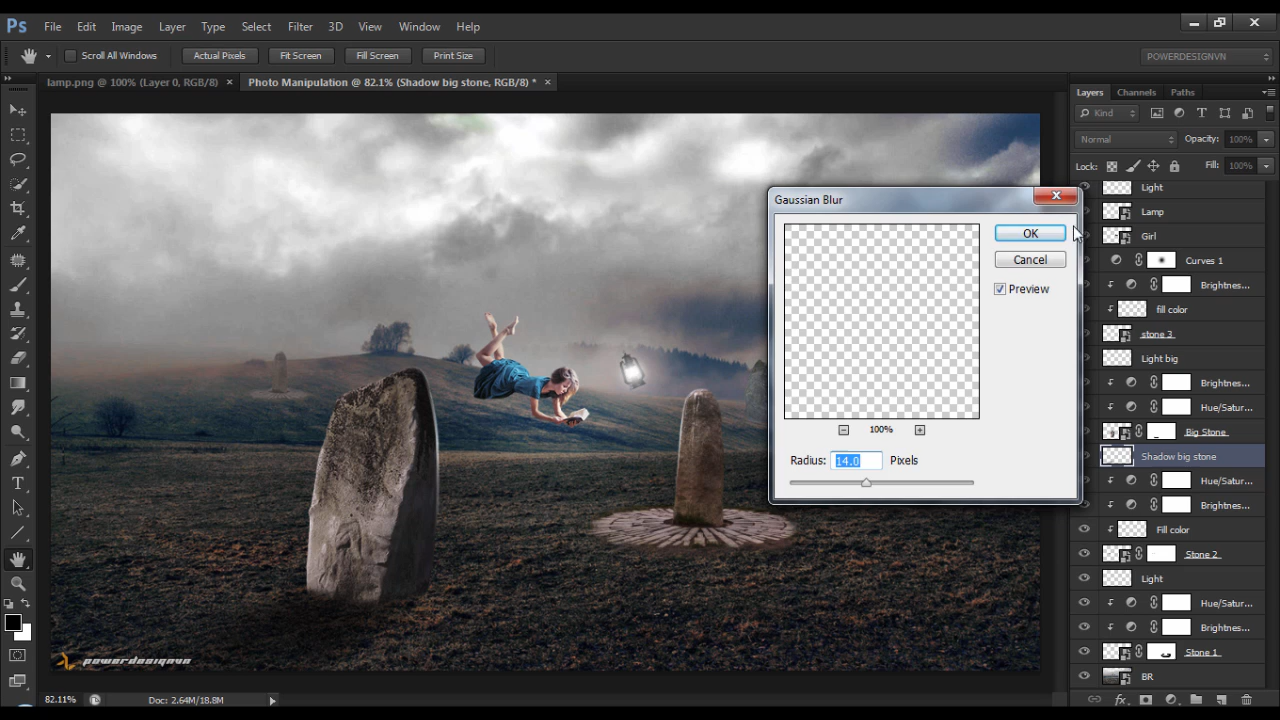 Ps File Edit Image Layer Type Select Filter 3D View Window Help
Scroll All Windows Actual Pixels Fit Screen Fill Screen Print Size POWERDESIGNVN
lamp.png @ 100% (Layer 0, RGB/8) × Photo Manipulation @ 82.1% (Shadow big stone, RGB/8) * ×
Layers Channels Paths
Kind
Normal Opacity: 100%
Lock: Fill: 100%
Light
Lamp
Girl
Curves 1
Brightnes...
fill color
stone 3
Light big
Brightnes...
Hue/Satur...
Big Stone
Shadow big stone
Hue/Satur...
Brightnes...
Fill color
Stone 2
Light
Hue/Satur...
Brightnes...
Stone 1
BR
Gaussian Blur
OK
Cancel
Preview
100%
Radius: 14.0 Pixels
powerdesignvn
82.11% Doc: 2.64M/18.8M